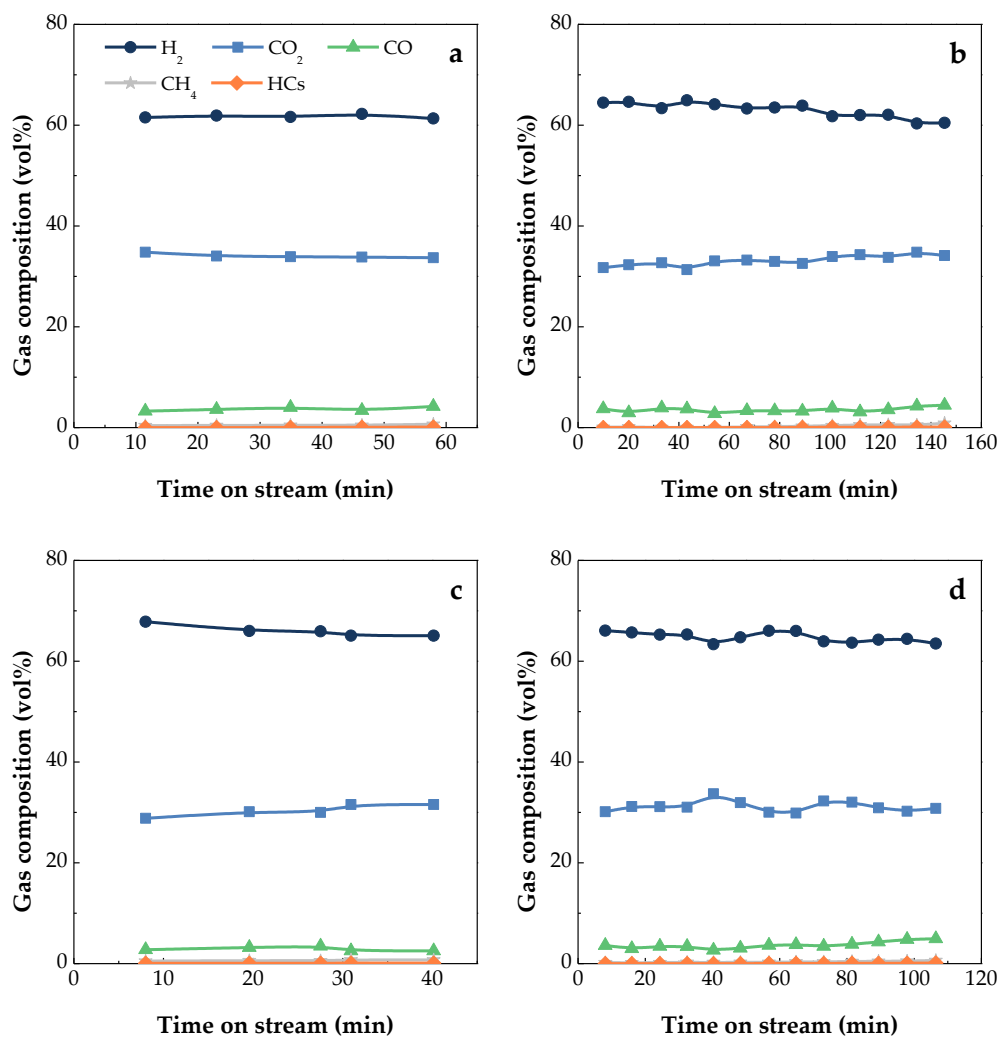 80
60
40
20
0
Gas composition (vol%)
H₂ CO₂ CO
CH₄ HCs
a
0 10 20 30 40 50 60
Time on stream (min)
80
60
40
20
0
Gas composition (vol%)
b
0 20 40 60 80 100 120 140 160
Time on stream (min)
80
60
40
20
0
Gas composition (vol%)
c
0 10 20 30 40
Time on stream (min)
80
60
40
20
0
Gas composition (vol%)
d
0 20 40 60 80 100 120
Time on stream (min)